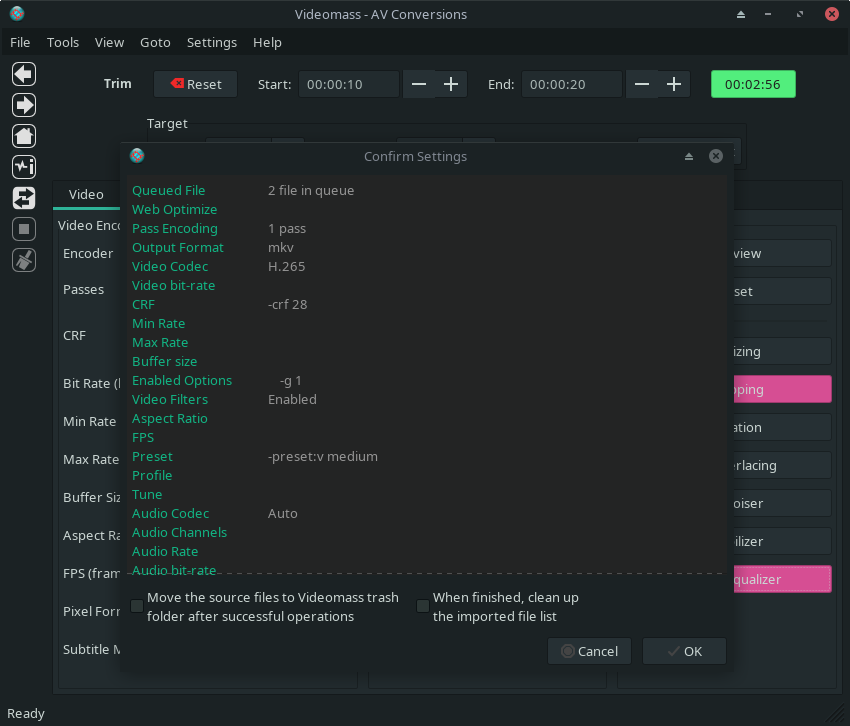 Videomass - AV Conversions
File Tools View Goto Settings Help
Trim Reset Start: 00:00:10 End: 00:00:20 00:02:56
Target
Confirm Settings
Video
Video Enc
Encoder
Passes
CRF
Bit Rate (
Min Rate
Max Rate
Buffer Siz
Aspect Ra
FPS (fram
Pixel Forr
Subtitle M
Queued File 2 file in queue
Web Optimize
Pass Encoding 1 pass
Output Format mkv
Video Codec H.265
Video bit-rate
CRF -crf 28
Min Rate
Max Rate
Buffer size
Enabled Options -g 1
Video Filters Enabled
Aspect Ratio
FPS
Preset -preset:v medium
Profile
Tune
Audio Codec Auto
Audio Channels
Audio Rate
Audio bit-rate
Move the source files to Videomass trash
folder after successful operations
When finished, clean up
the imported file list
Cancel OK
view
set
izing
pping
ation
erlacing
oiser
ilizer
qualizer
Ready